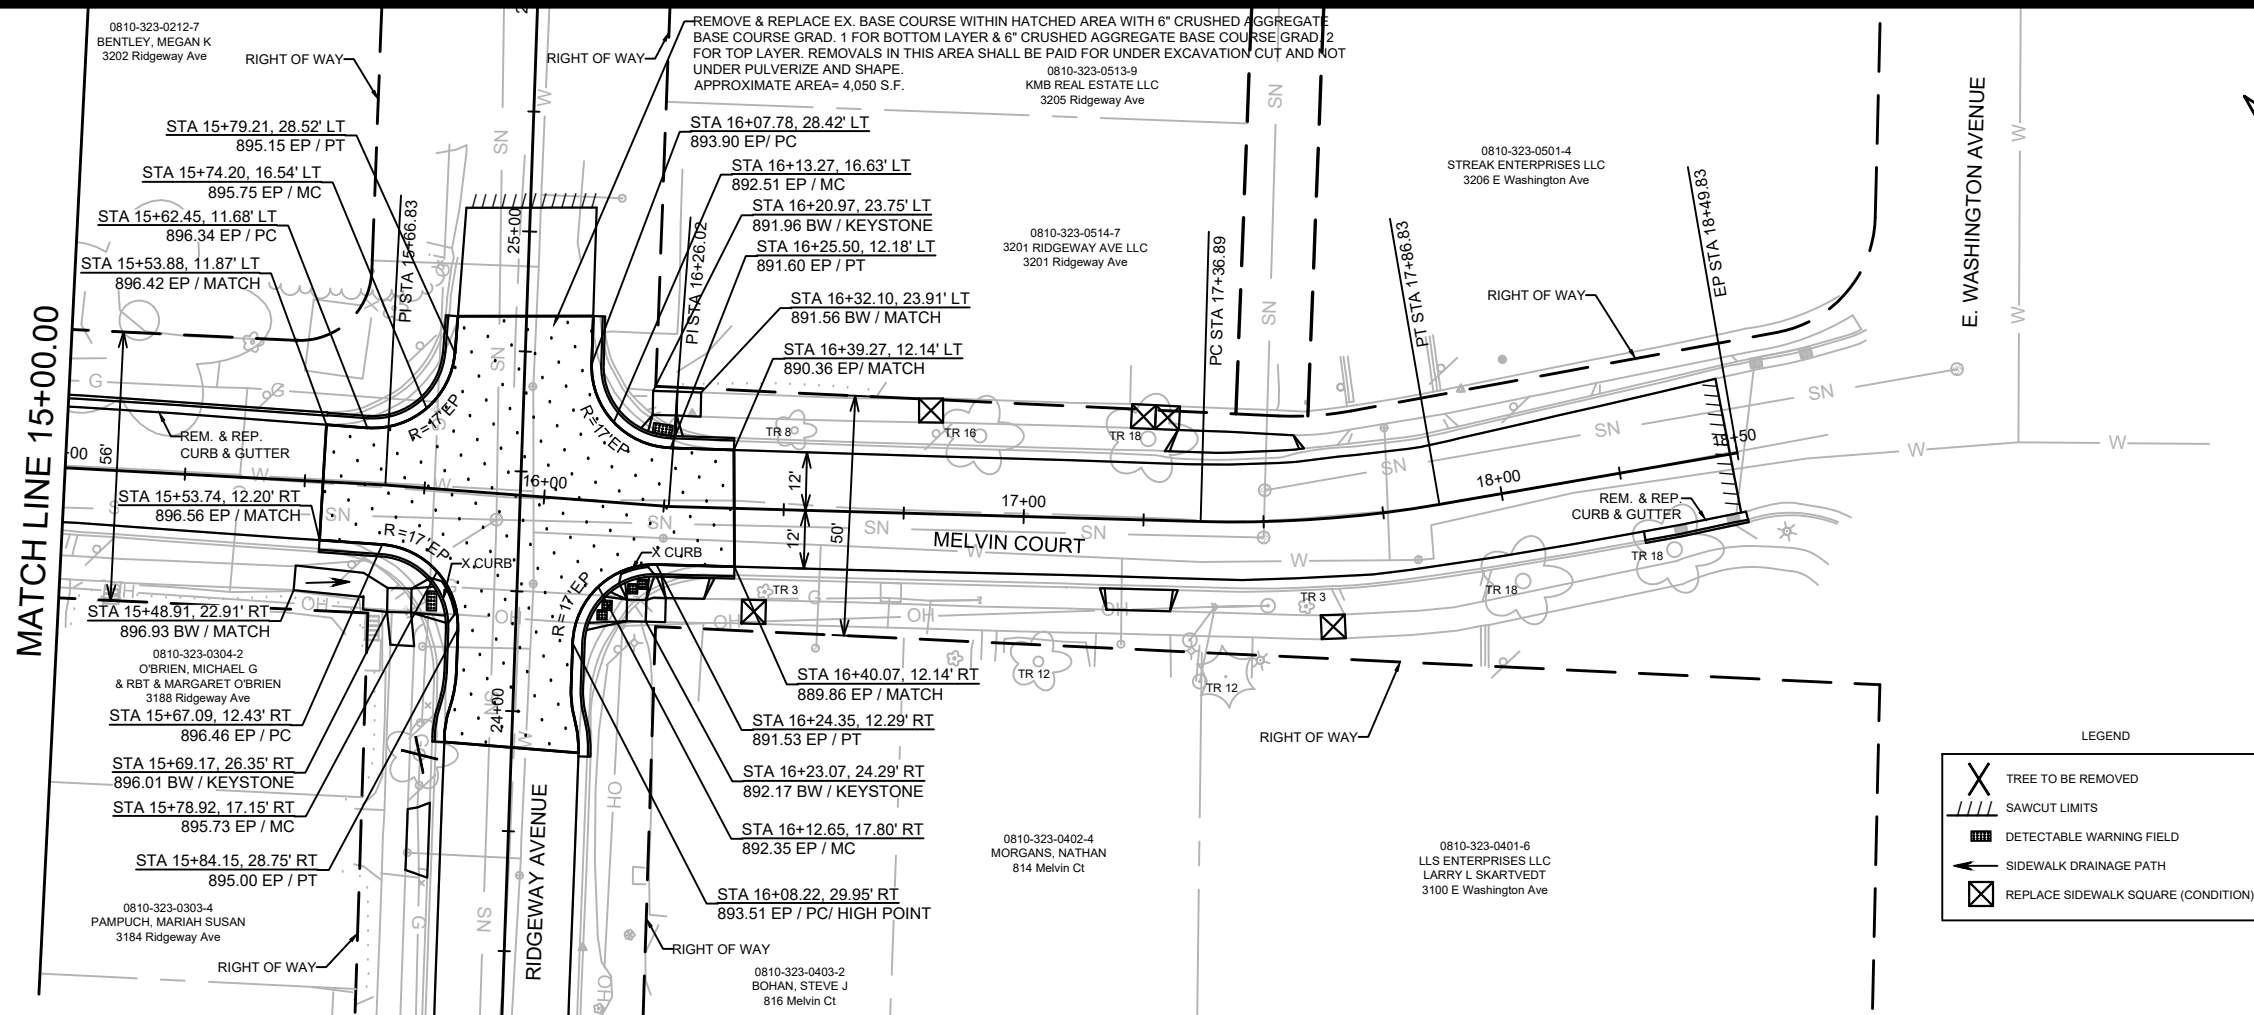 0810-323-0212-7
BENTLEY, MEGAN K
3202 Ridgeway Ave
RIGHT OF WAY
RIGHT OF WAY
REMOVE & REPLACE EX. BASE COURSE WITHIN HATCHED AREA WITH 6" CRUSHED AGGREGATE
BASE COURSE GRAD. 1 FOR BOTTOM LAYER & 6" CRUSHED AGGREGATE BASE COURSE GRAD. 2
FOR TOP LAYER. REMOVALS IN THIS AREA SHALL BE PAID FOR UNDER EXCAVATION CUT AND NOT
UNDER PULVERIZE AND SHAPE.
APPROXIMATE AREA= 4,050 S.F.
0810-323-0513-9
KMB REAL ESTATE LLC
3205 Ridgeway Ave
STA 15+79.21, 28.52' LT
895.15 EP / PT
STA 15+74.20, 16.54' LT
895.75 EP / MC
STA 15+62.45, 11.68' LT
896.34 EP / PC
STA 15+53.88, 11.87' LT
896.42 EP / MATCH
STA 16+07.78, 28.42' LT
893.90 EP/ PC
STA 16+13.27, 16.63' LT
892.51 EP / MC
STA 16+20.97, 23.75' LT
891.96 BW / KEYSTONE
STA 16+25.50, 12.18' LT
891.60 EP / PT
STA 16+32.10, 23.91' LT
891.56 BW / MATCH
STA 16+39.27, 12.14' LT
890.36 EP/ MATCH
0810-323-0514-7
3201 RIDGEWAY AVE LLC
3201 Ridgeway Ave
0810-323-0501-4
STREAK ENTERPRISES LLC
3206 E Washington Ave
E. WASHINGTON AVENUE
PI STA 15+66.83
PI STA 16+26.02
PC STA 17+36.89
PT STA 17+86.83
EP STA 18+49.83
RIGHT OF WAY
25+00
MATCH LINE 15+00.00
56'
REM. & REP.
CURB & GUTTER
R=17' EP
R=17' EP
TR 8
TR 16
TR 18
12'
12'
50'
16+00
17+00
18+00
18+50
MELVIN COURT
REM. & REP.
CURB & GUTTER
TR 18
TR 18
TR 3
TR 3
TR 12
TR 12
STA 15+53.74, 12.20' RT
896.56 EP / MATCH
R=17' EP
R=17' EP
X CURB
X CURB
STA 15+48.91, 22.91' RT
896.93 BW / MATCH
0810-323-0304-2
O'BRIEN, MICHAEL G
& RBT & MARGARET O'BRIEN
3188 Ridgeway Ave
STA 15+67.09, 12.43' RT
896.46 EP / PC
STA 15+69.17, 26.35' RT
896.01 BW / KEYSTONE
STA 15+78.92, 17.15' RT
895.73 EP / MC
STA 15+84.15, 28.75' RT
895.00 EP / PT
0810-323-0303-4
PAMPUCH, MARIAH SUSAN
3184 Ridgeway Ave
RIGHT OF WAY
24+00
RIDGEWAY AVENUE
STA 16+40.07, 12.14' RT
889.86 EP / MATCH
STA 16+24.35, 12.29' RT
891.53 EP / PT
STA 16+23.07, 24.29' RT
892.17 BW / KEYSTONE
STA 16+12.65, 17.80' RT
892.35 EP / MC
STA 16+08.22, 29.95' RT
893.51 EP / PC/ HIGH POINT
RIGHT OF WAY
0810-323-0403-2
BOHAN, STEVE J
816 Melvin Ct
0810-323-0402-4
MORGANS, NATHAN
814 Melvin Ct
RIGHT OF WAY
0810-323-0401-6
LLS ENTERPRISES LLC
LARRY L SKARTVEDT
3100 E Washington Ave
LEGEND
TREE TO BE REMOVED
SAWCUT LIMITS
DETECTABLE WARNING FIELD
SIDEWALK DRAINAGE PATH
REPLACE SIDEWALK SQUARE (CONDITION)